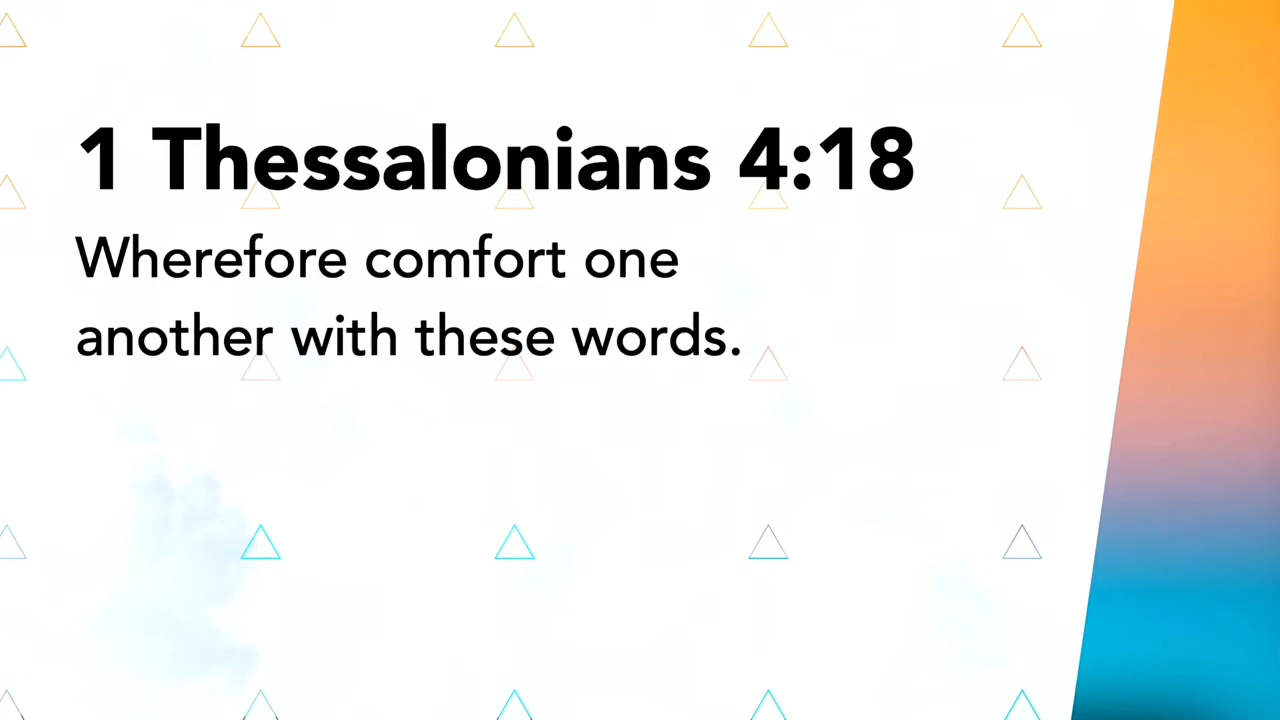 1 Thessalonians 4:18
Wherefore comfort one
another with these words.